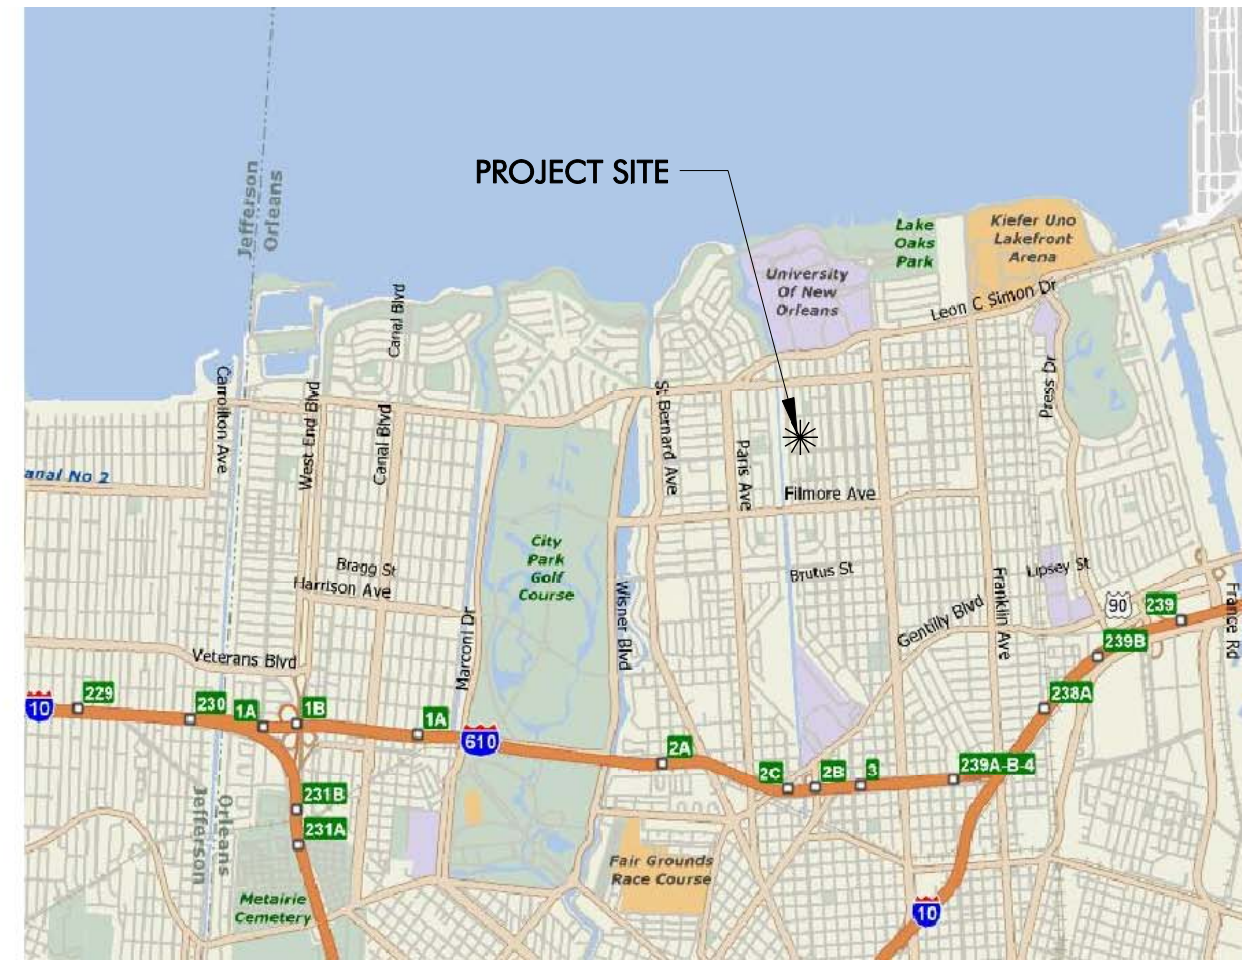 PROJECT SITE
Jefferson
Orleans
Lake
Oaks
Park
Kiefer Uno
Lakefront
Arena
University
Of New
Orleans
Leon C Simon Dr
Canal Blvd
Carrollton Ave
West End Blvd
Canal Blvd
St Bernard Ave
Paris Ave
Press Dr
anal No 2
Filmore Ave
City
Park
Golf
Course
Bragg St
Harrison Ave
Brutus St
Lipsey St
Marconi Dr
Wisner Blvd
Gentilly Blvd
Franklin Ave
France Rd
90
239
239B
Veterans Blvd
10
229
230
1A
1B
1A
610
2A
2C
2B
3
239A-B-4
238A
231B
231A
Jefferson
Orleans
Fair Grounds
Race Course
Metairie
Cemetery
10